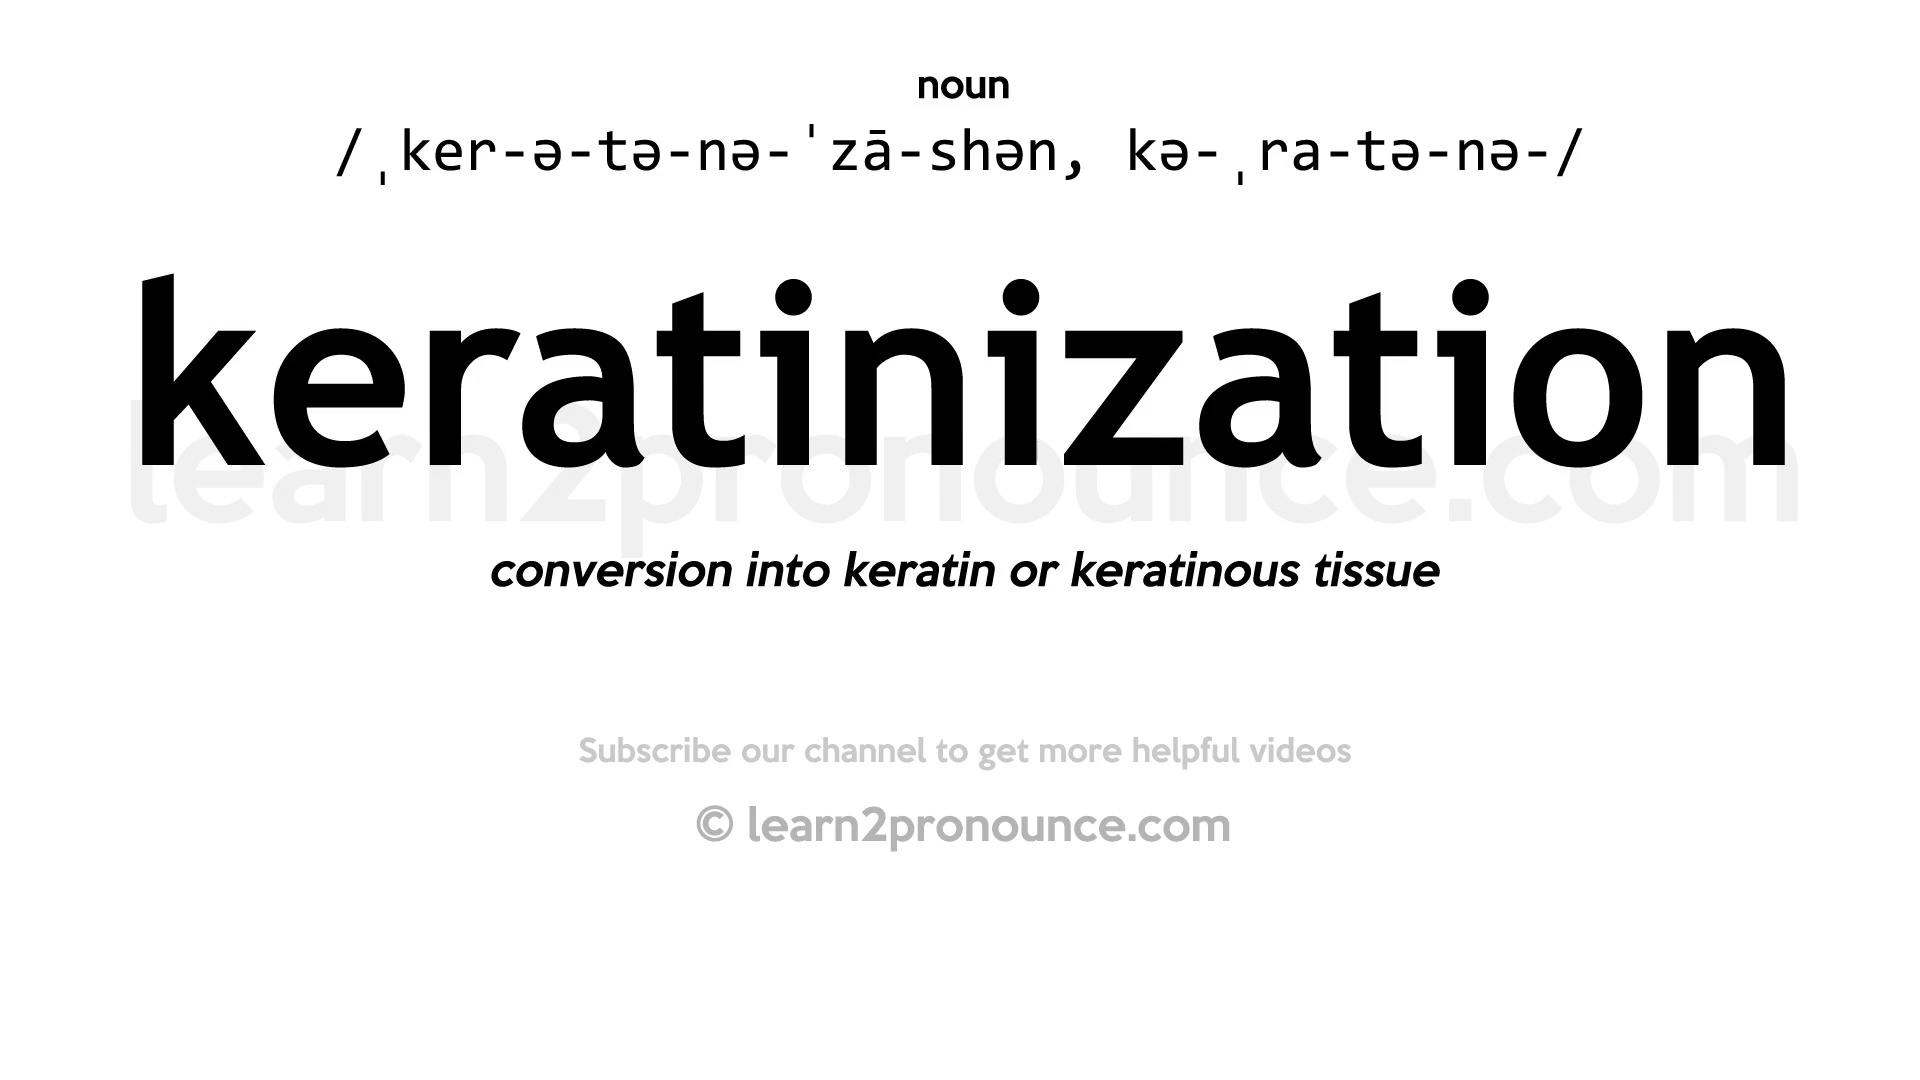 noun
/ˌker-ə-tə-nə-ˈzā-shən, kə-ˌra-tə-nə-/
keratinization
learn2pronounce.com
conversion into keratin or keratinous tissue
Subscribe our channel to get more helpful videos
© learn2pronounce.com